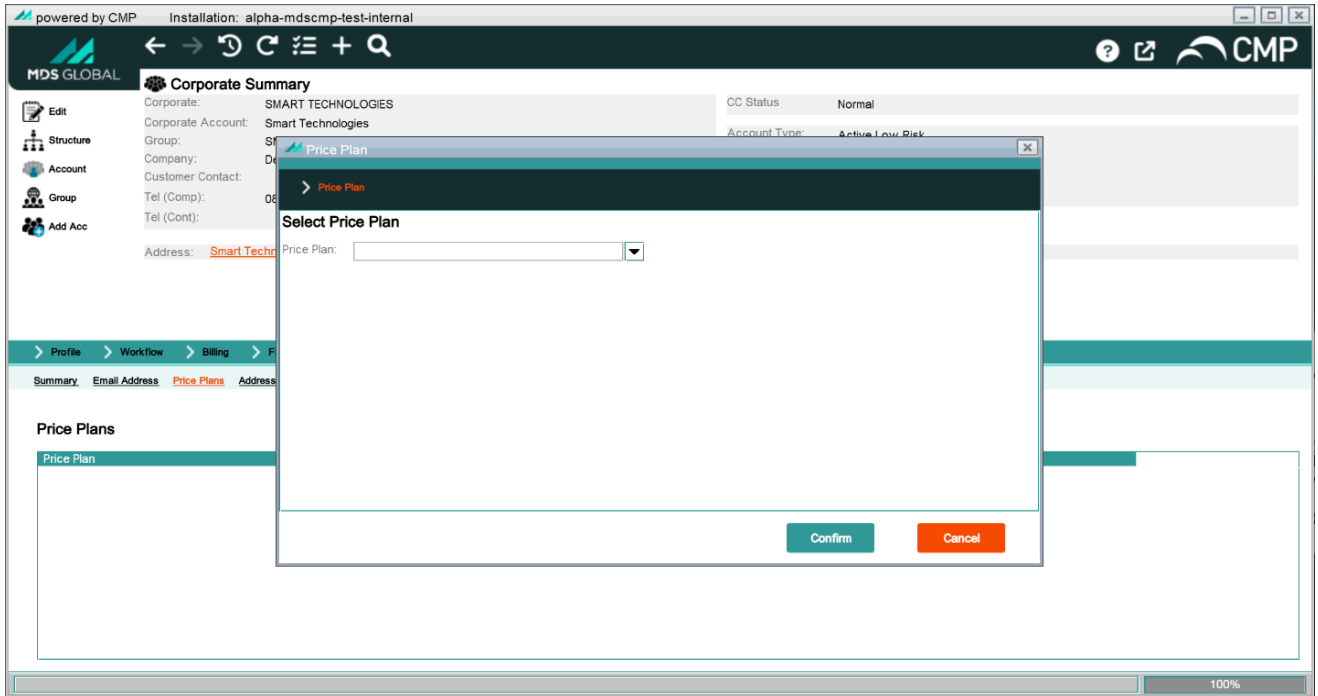 powered by CMP Installation: alpha-mdscmp-test-internal
MDS GLOBAL
CMP
Corporate Summary
Edit
Structure
Account
Group
Add Acc
Corporate: SMART TECHNOLOGIES
Corporate Account: Smart Technologies
Group:
Company:
Customer Contact:
Tel (Comp):
Tel (Cont):
Address: Smart Techn
CC Status Normal
Account Type: Active Low Risk
Price Plan
Price Plan
Select Price Plan
Price Plan:
Confirm Cancel
Profile Workflow Billing
Summary Email Address Price Plans Address
Price Plans
Price Plan
100%